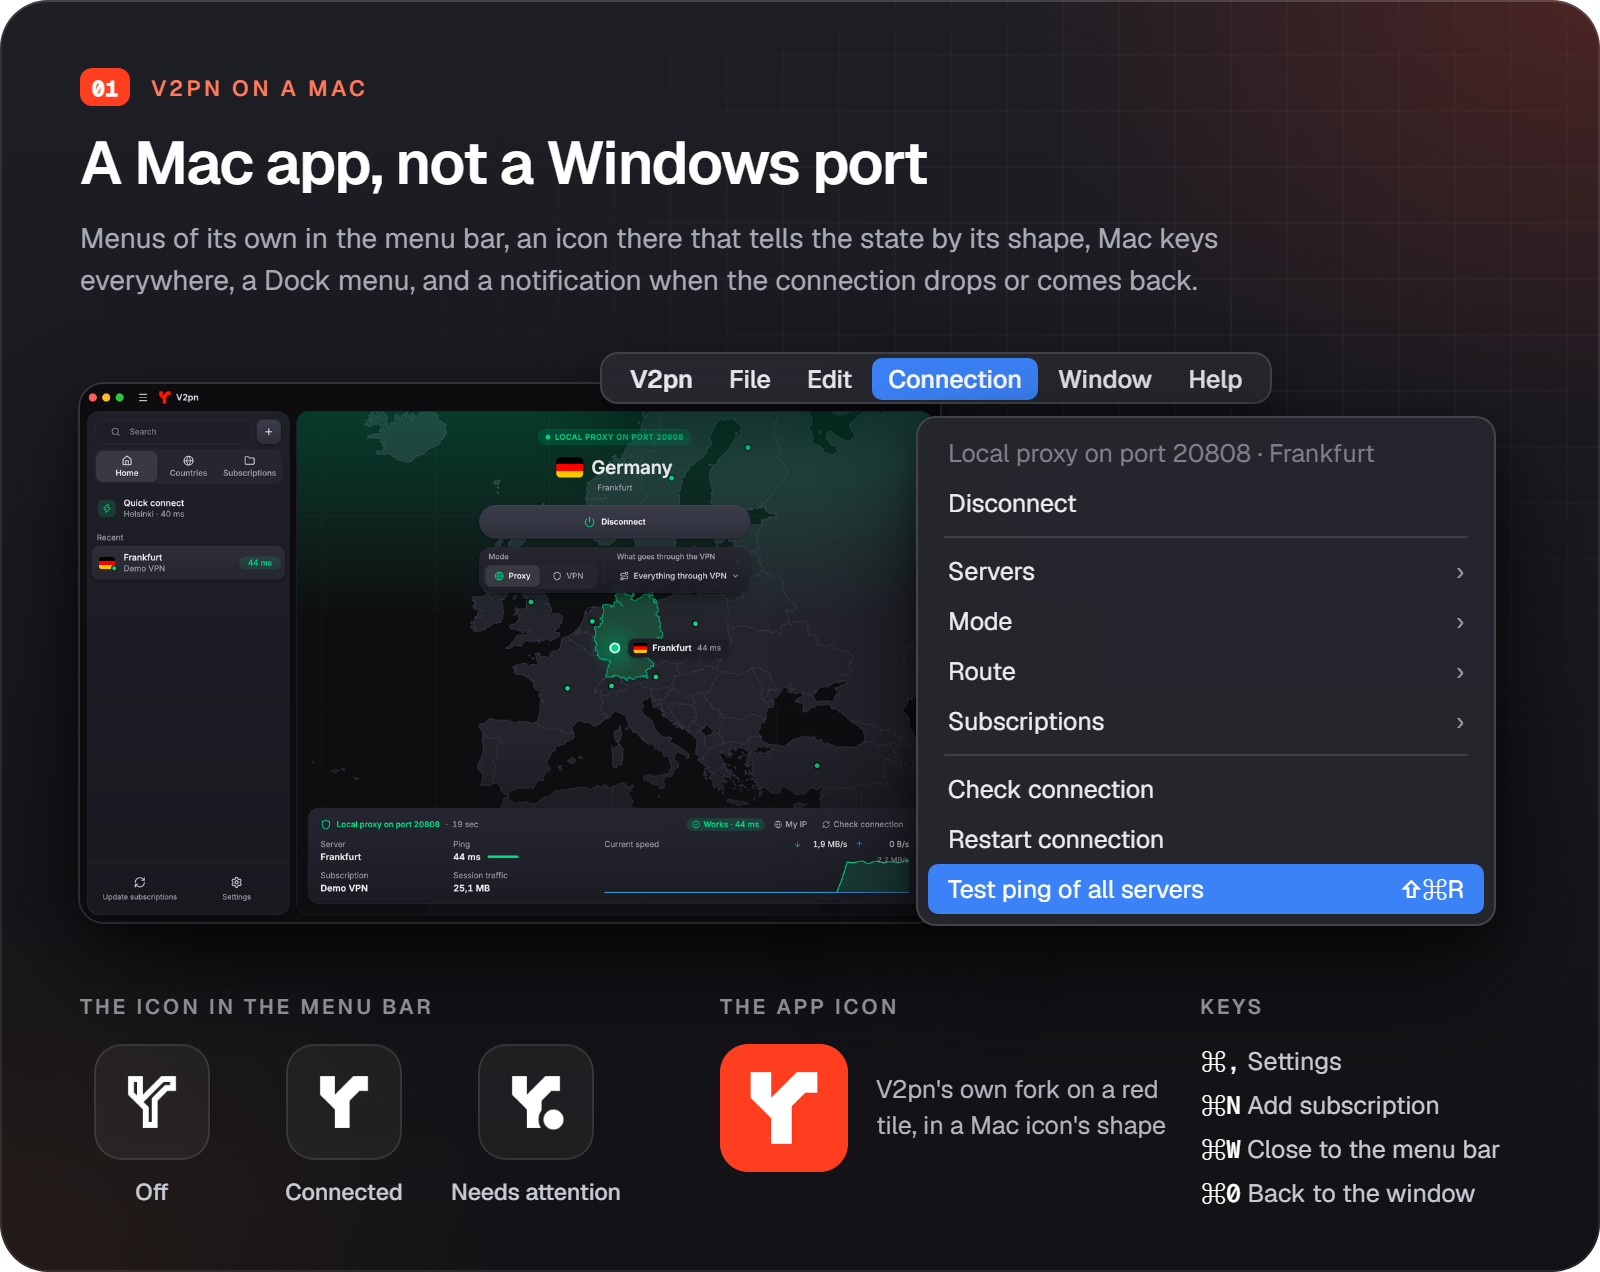 01 V2PN ON A MAC
A Mac app, not a Windows port
Menus of its own in the menu bar, an icon there that tells the state by its shape, Mac keys
everywhere, a Dock menu, and a notification when the connection drops or comes back.
V2pn File Edit Connection Window Help
V2pn
Search
Home Countries Subscriptions
Quick connect
Helsinki · 40 ms
Recent
Frankfurt
Demo VPN
44 ms
Update subscriptions Settings
LOCAL PROXY ON PORT 20808
Germany
Frankfurt
Disconnect
Mode What goes through the VPN
Proxy VPN Everything through VPN
Frankfurt 44 ms
Local proxy on port 20808 · 19 sec
Works · 44 ms My IP Check connection
Server Ping Current speed ↓ 1,9 MB/s ↑ 0 B/s
Frankfurt 44 ms
2,2 MB/s
Subscription Session traffic
Demo VPN 25,1 MB
Local proxy on port 20808 · Frankfurt
Disconnect
Servers ›
Mode ›
Route ›
Subscriptions ›
Check connection
Restart connection
Test ping of all servers ⇧⌘R
THE ICON IN THE MENU BAR
Off Connected Needs attention
THE APP ICON
V2pn's own fork on a red
tile, in a Mac icon's shape
KEYS
⌘, Settings
⌘N Add subscription
⌘W Close to the menu bar
⌘0 Back to the window